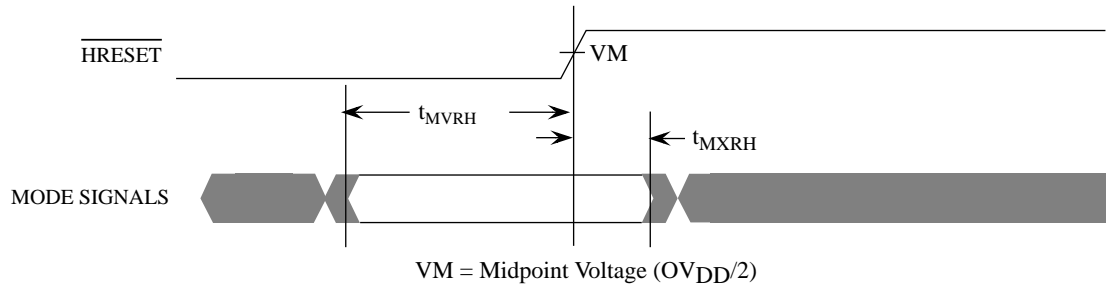 HRESET
VM
tMVRH
tMXRH
MODE SIGNALS
VM = Midpoint Voltage (OVDD/2)